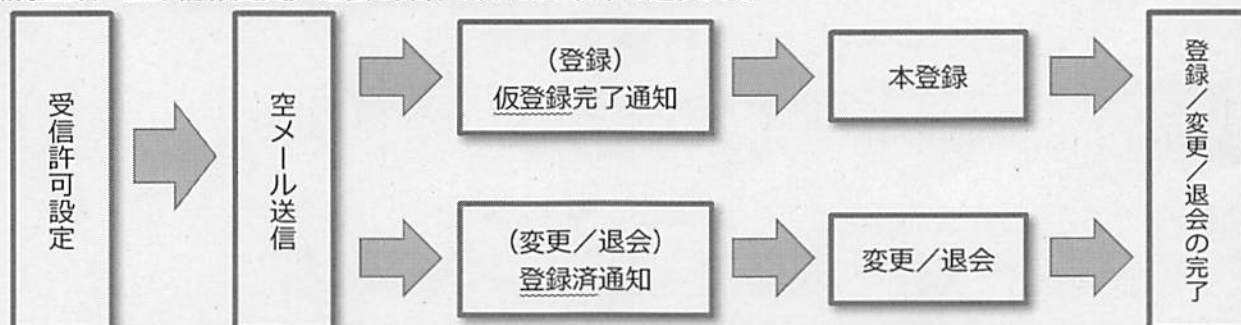 受信許可設定
空メール送信
(登録)
仮登録完了通知
本登録
(変更/退会)
登録済通知
変更/退会
登録/変更/退会の完了